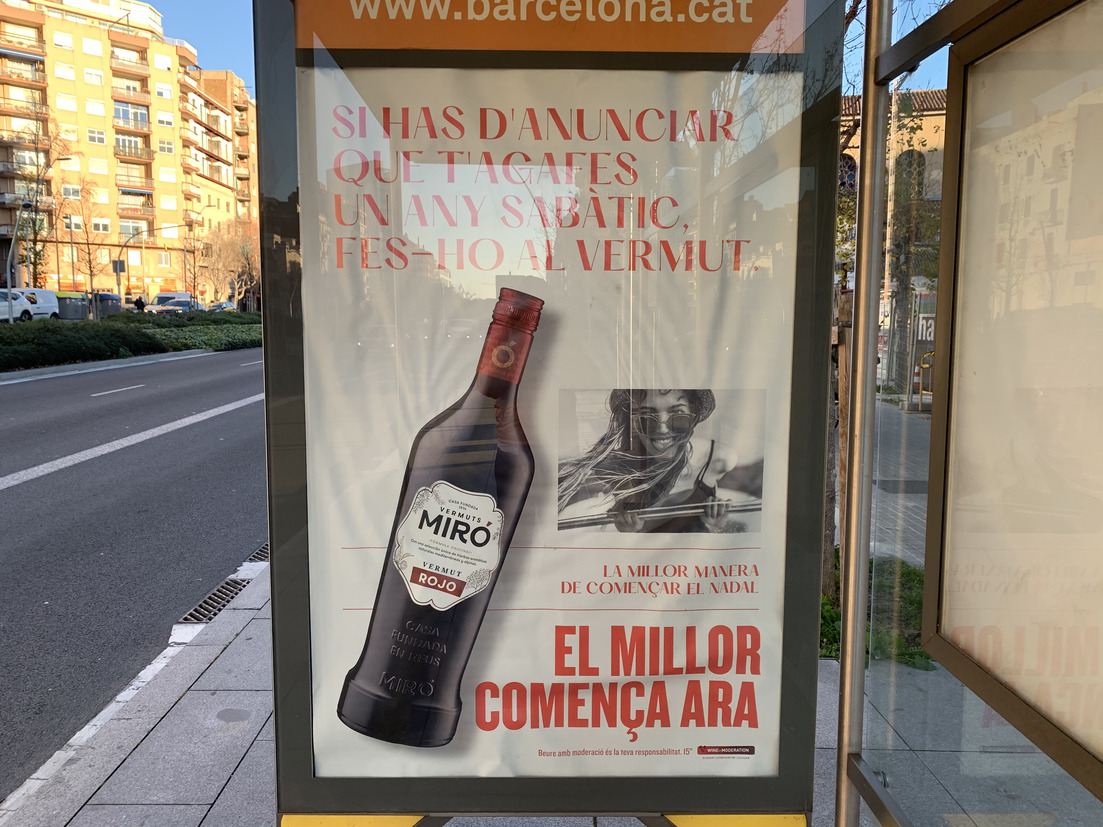 www.barcelona.cat
SI HAS D'ANUNCIAR
QUE T'AGAFES
UN ANY SABÀTIC,
FES-HO AL VERMUT.
Ó
CASA FUNDADA
VERMUTS
MIRÓ
VERMUT
ROJO
CASA
FUNDADA
EN REUS
MIRÓ
LA MILLOR MANERA
DE COMENÇAR EL NADAL
EL MILLOR
COMENÇA ARA
Beure amb moderació és la teva responsabilitat. 15°
WINE in MODERATION
ha